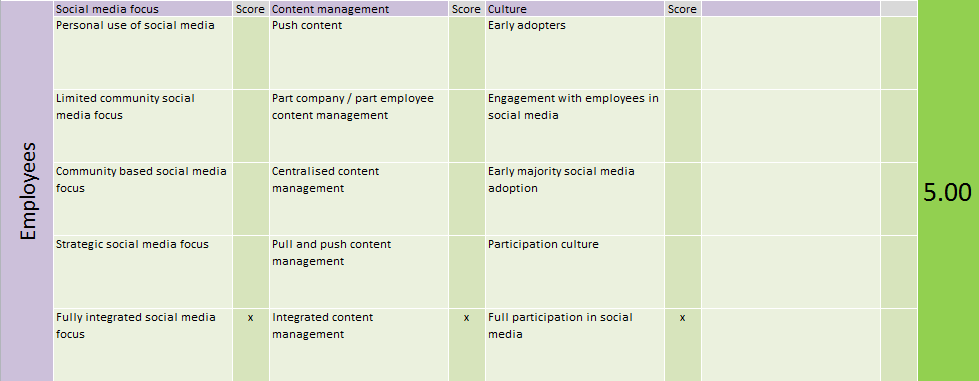 Social media focus Score Content management Score Culture Score
Personal use of social media Push content Early adopters
Limited community social Part company / part employee Engagement with employees in
media focus content management social media
Community based social media Centralised content Early majority social media
focus management adoption
Employees 5.00
Strategic social media focus Pull and push content Participation culture
management
Fully integrated social media x Integrated content x Full participation in social x
focus management media